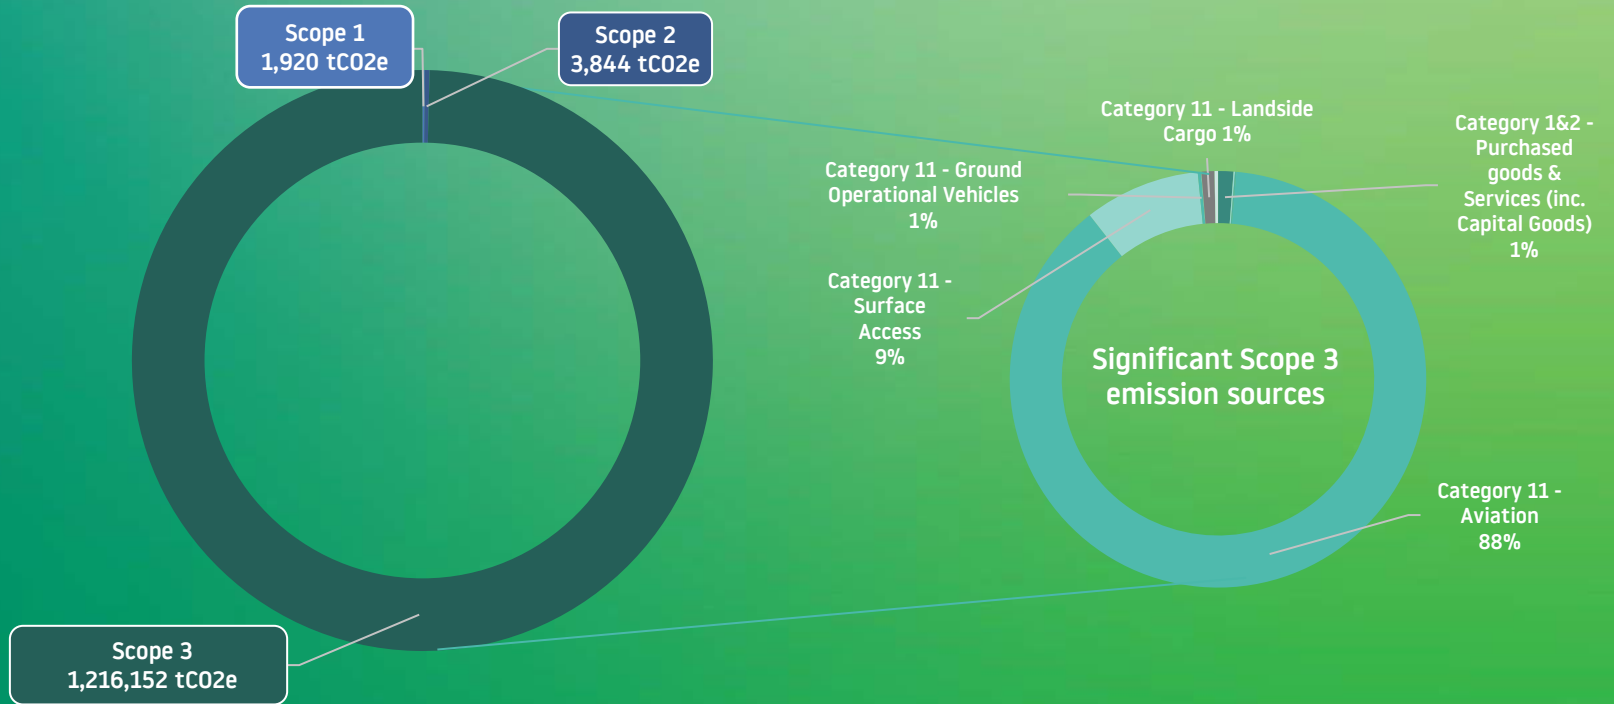 Scope 1
1,920 tCO2e
Scope 2
3,844 tCO2e
Scope 3
1,216,152 tCO2e
Category 11 - Landside
Cargo 1%
Category 1&2 -
Purchased
goods &
Services (inc.
Capital Goods)
1%
Category 11 - Ground
Operational Vehicles
1%
Category 11 -
Surface
Access
9%
Significant Scope 3
emission sources
Category 11 -
Aviation
88%